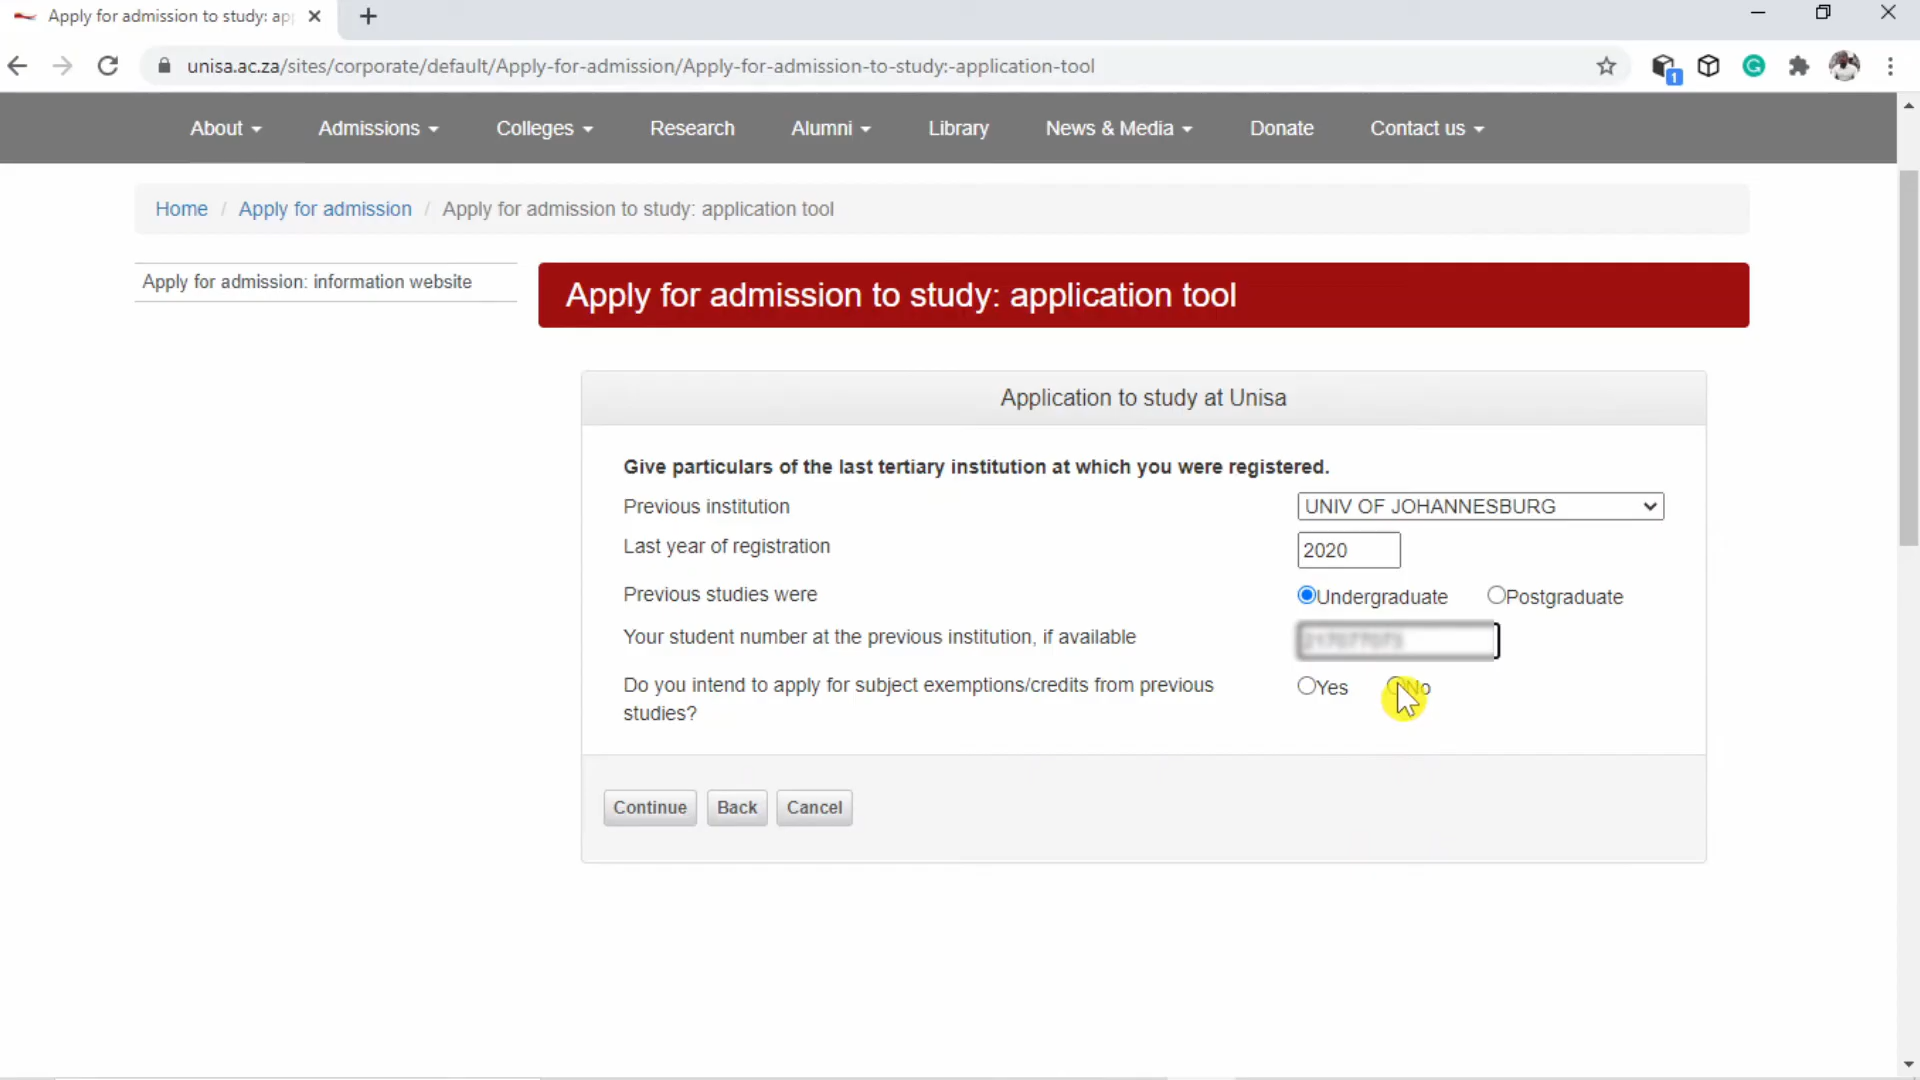 Apply for admission to study: ap
unisa.ac.za/sites/corporate/default/Apply-for-admission/Apply-for-admission-to-study:-application-tool
1
About
Admissions
Colleges
Research
Alumni
Library
News & Media
Donate
Contact us
Home / Apply for admission / Apply for admission to study: application tool
Apply for admission: information website
Apply for admission to study: application tool
Application to study at Unisa
Give particulars of the last tertiary institution at which you were registered.
Previous institution
UNIV OF JOHANNESBURG
Last year of registration
2020
Previous studies were
Undergraduate
Postgraduate
Your student number at the previous institution, if available
Do you intend to apply for subject exemptions/credits from previous
studies?
Yes
No
Continue
Back
Cancel